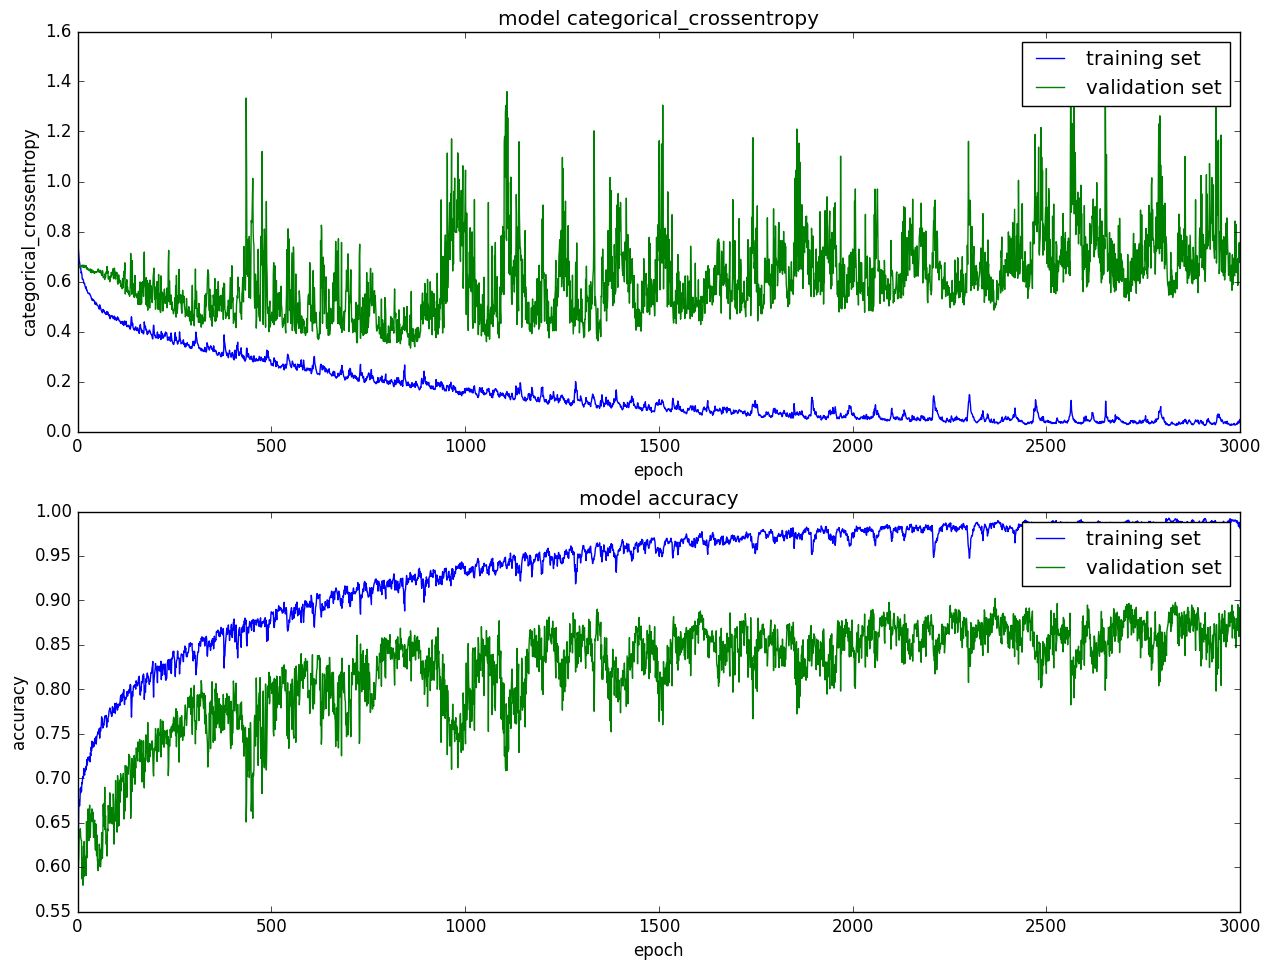 model categorical_crossentropy
1.6
1.4
1.2
1.0
0.8
0.6
0.4
0.2
0.0
categorical_crossentropy
training set
validation set
0 500 1000 1500 2000 2500 3000
epoch
model accuracy
1.00
0.95
0.90
0.85
0.80
0.75
0.70
0.65
0.60
0.55
accuracy
training set
validation set
0 500 1000 1500 2000 2500 3000
epoch